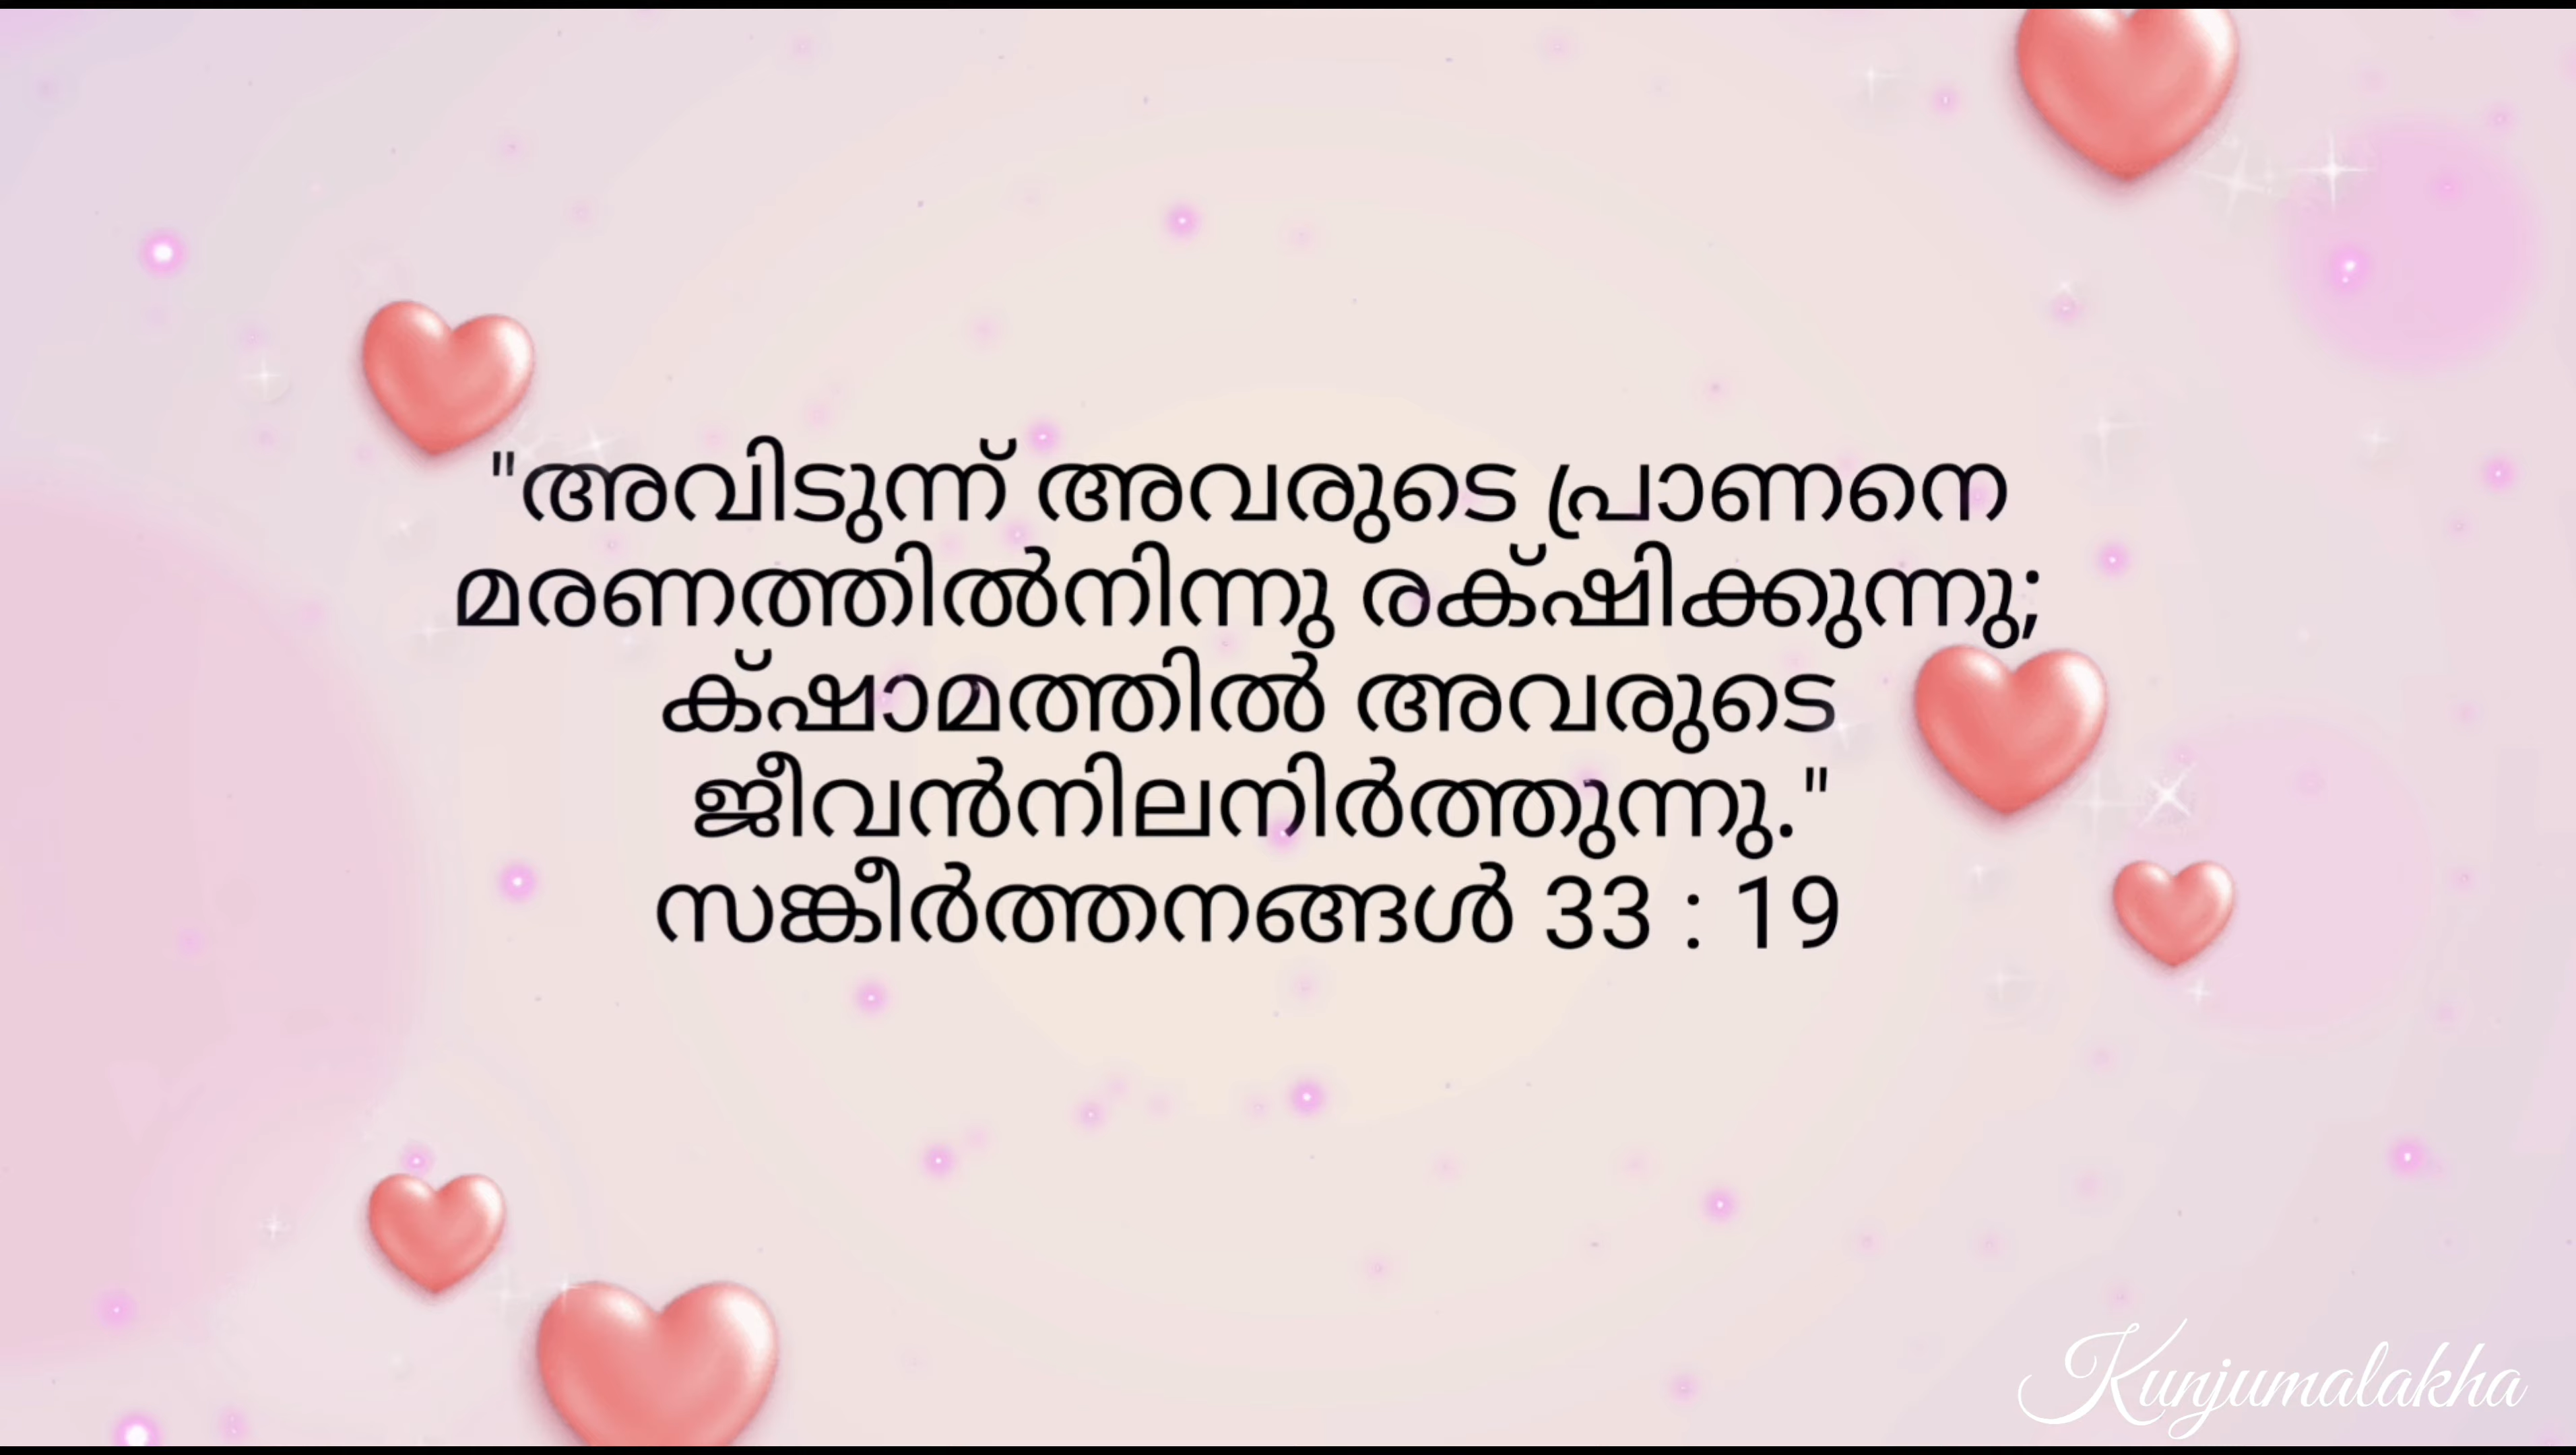 "അവിടുന്ന് അവരുടെ പ്രാണനെ
മരണത്തിൽനിന്നു രക്‌ഷിക്കുന്നു;
ക്‌ഷാമത്തിൽ അവരുടെ
ജീവൻനിലനിർത്തുന്നു."
സങ്കീർത്തനങ്ങൾ 33 : 19
Kunjumalakha